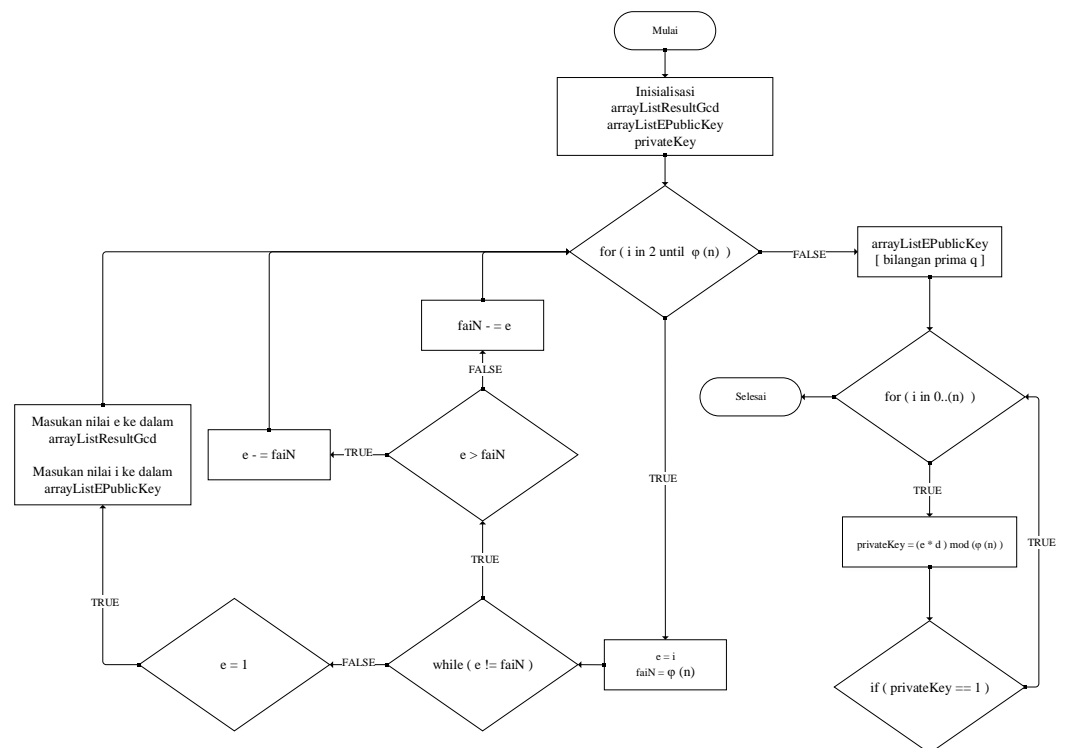 Mulai
Inisialisasi
arrayListResultGcd
arrayListEPublicKey
privateKey
for ( i in 2 until φ (n) )
FALSE
arrayListEPublicKey
[ bilangan prima q ]
faiN - = e
FALSE
Masukan nilai e ke dalam
arrayListResultGcd
Masukan nilai i ke dalam
arrayListEPublicKey
e - = faiN
TRUE
e > faiN
Selesai
for ( i in 0..(n) )
TRUE
TRUE
TRUE
privateKey = (e * d ) mod (φ (n) )
TRUE
TRUE
e = 1
FALSE
while ( e != faiN )
e = i
faiN = φ (n)
if ( privateKey == 1 )